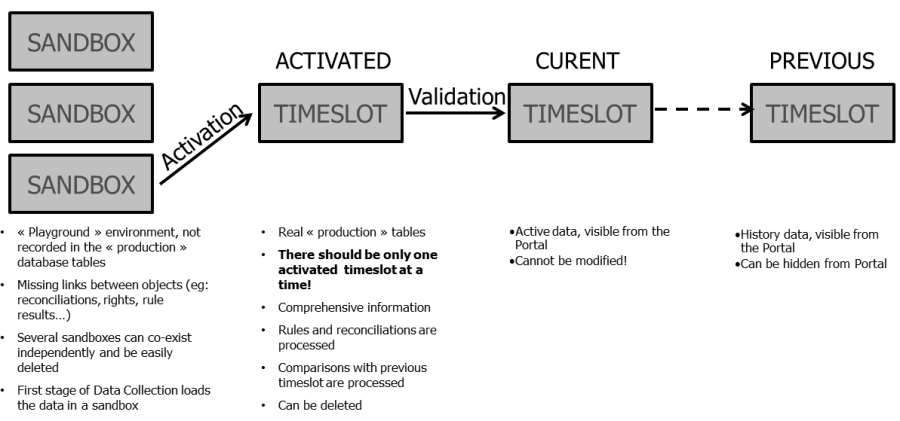 SANDBOX
SANDBOX
SANDBOX
Activation
ACTIVATED
TIMESLOT
Validation
CURENT
TIMESLOT
PREVIOUS
TIMESLOT
• « Playground » environment, not
recorded in the « production »
database tables
• Missing links between objects (eg:
reconciliations, rights, rule
results...)
• Several sandboxes can co-exist
independently and be easily
deleted
• First stage of Data Collection loads
the data in a sandbox
• Real « production » tables
• There should be only one
activated timeslot at a
time!
• Comprehensive information
• Rules and reconciliations are
processed
• Comparisons with previous
timeslot are processed
• Can be deleted
•Active data, visible from the
Portal
•Cannot be modified!
•History data, visible from
the Portal
•Can be hidden from Portal